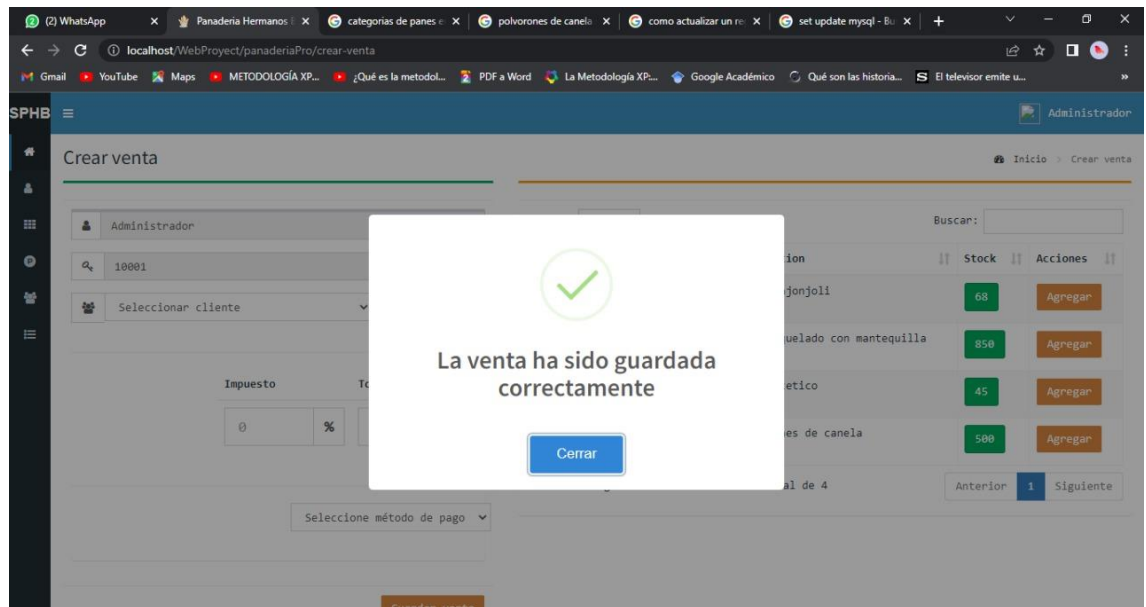 (2) WhatsApp
Panaderia Hermanos
categorias de panes e
polvorones de canela
como actualizar un re
set update mysql - Bu
localhost/WebProyect/panaderiaPro/crear-venta
Gmail
YouTube
Maps
METODOLOGÍA XP...
¿Qué es la metodol...
PDF a Word
La Metodología XP:...
Google Académico
Qué son las historia...
El televisor emite u...
»
SPHB
Administrador
Crear venta
Inicio > Crear venta
Administrador
Buscar:
10001
ion
Stock
Acciones
Seleccionar cliente
jonjoli
68
Agregar
uelado con mantequilla
850
Agregar
La venta ha sido guardada
correctamente
Impuesto
etico
45
Agregar
0
%
es de canela
500
Agregar
Cerrar
al de 4
Anterior
1
Siguiente
Seleccione método de pago